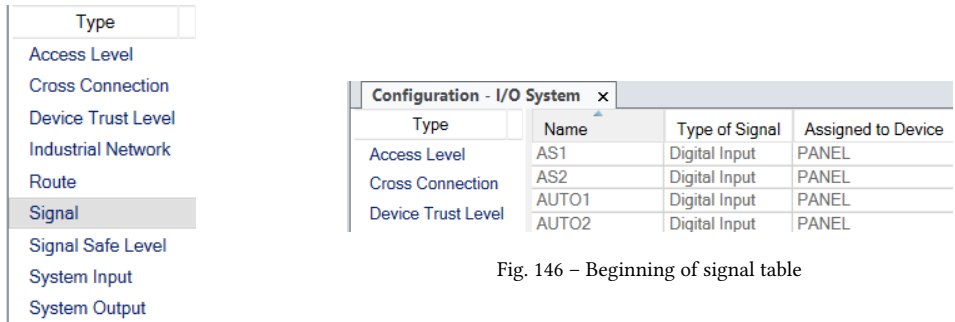 Type
Access Level
Cross Connection
Device Trust Level
Industrial Network
Route
Signal
Signal Safe Level
System Input
System Output
Configuration - I/O System x
Type Name Type of Signal Assigned to Device
Access Level AS1 Digital Input PANEL
Cross Connection AS2 Digital Input PANEL
Device Trust Level AUTO1 Digital Input PANEL
AUTO2 Digital Input PANEL
Fig. 146 – Beginning of signal table